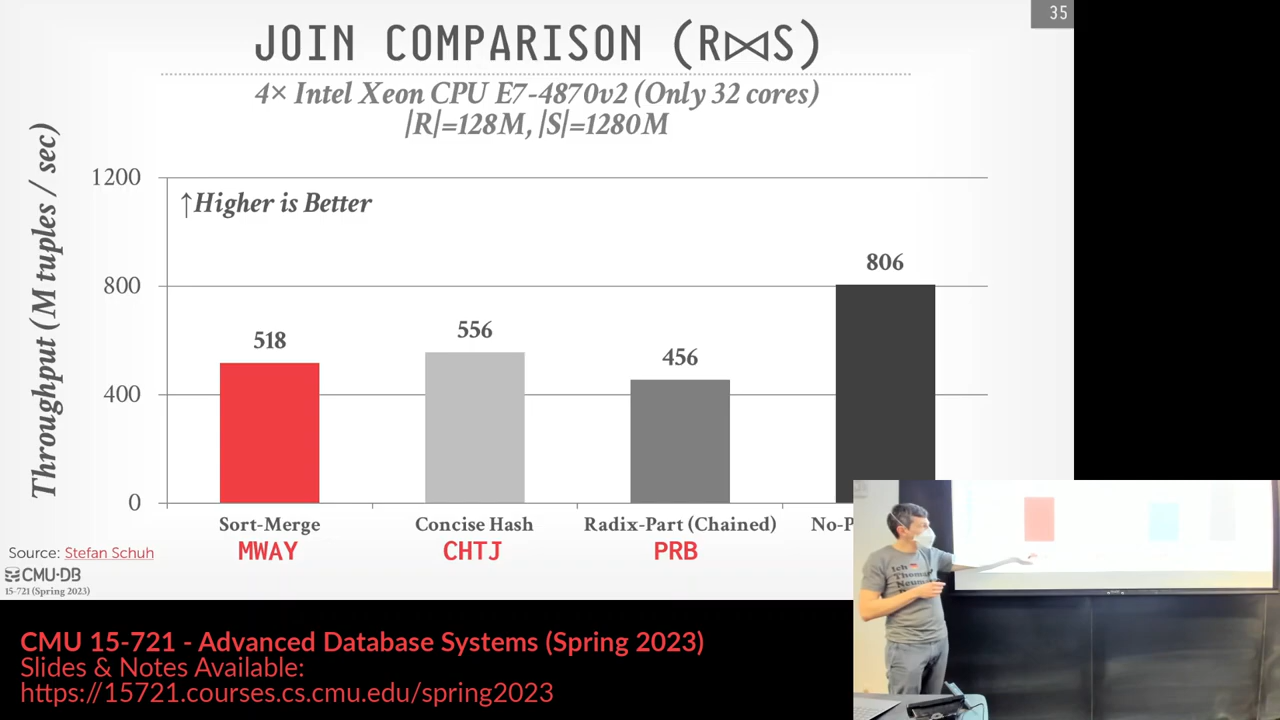 35
JOIN COMPARISON (R⋈S)
4× Intel Xeon CPU E7-4870v2 (Only 32 cores)
|R|=128M, |S|=1280M
Throughput (M tuples / sec)
1200
800
400
0
↑Higher is Better
518
556
456
806
Sort-Merge
Concise Hash
Radix-Part (Chained)
MWAY
CHTJ
PRB
Source: Stefan Schuh
CMU·DB
15-721 (Spring 2023)
Ich
Thomas
Neumann
CMU 15-721 - Advanced Database Systems (Spring 2023)
Slides & Notes Available:
https://15721.courses.cs.cmu.edu/spring2023